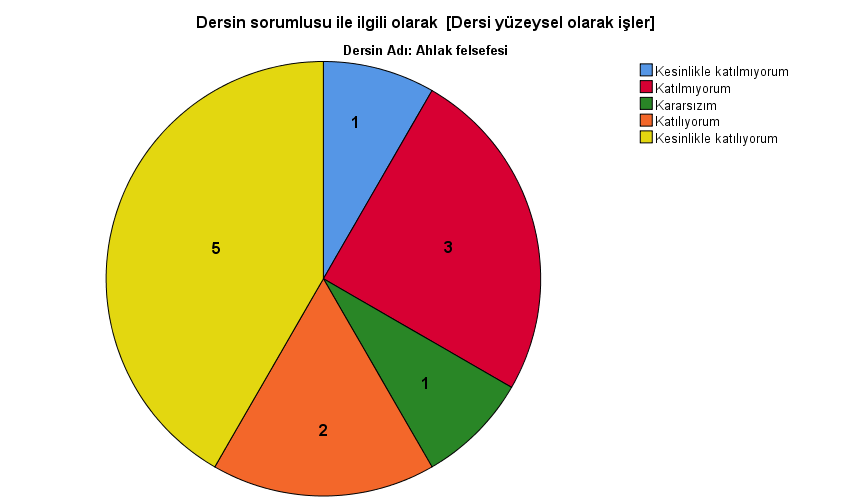 Dersin sorumlusu ile ilgili olarak [Dersi yüzeysel olarak işler]
Dersin Adı: Ahlak felsefesi
Kesinlikle katılmıyorum
Katılmıyorum
Kararsızım
Katılıyorum
Kesinlikle katılıyorum
1
3
5
1
2